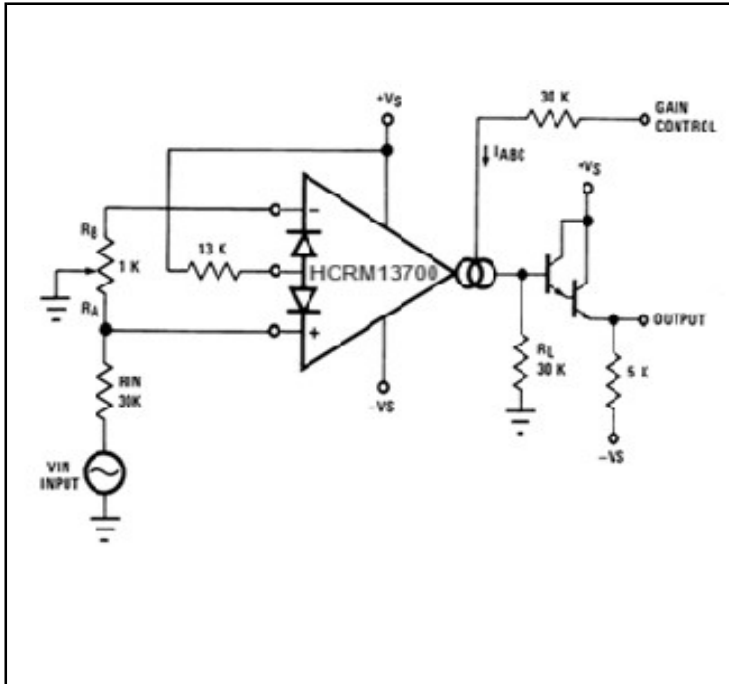 +VS
30 K
GAIN
CONTROL
IABC
+VS
RB
1 K
RA
13 K
−
HCRM13700
+
−VS
RL
30 K
OUTPUT
5 K
−VS
RIN
30K
VIN
INPUT